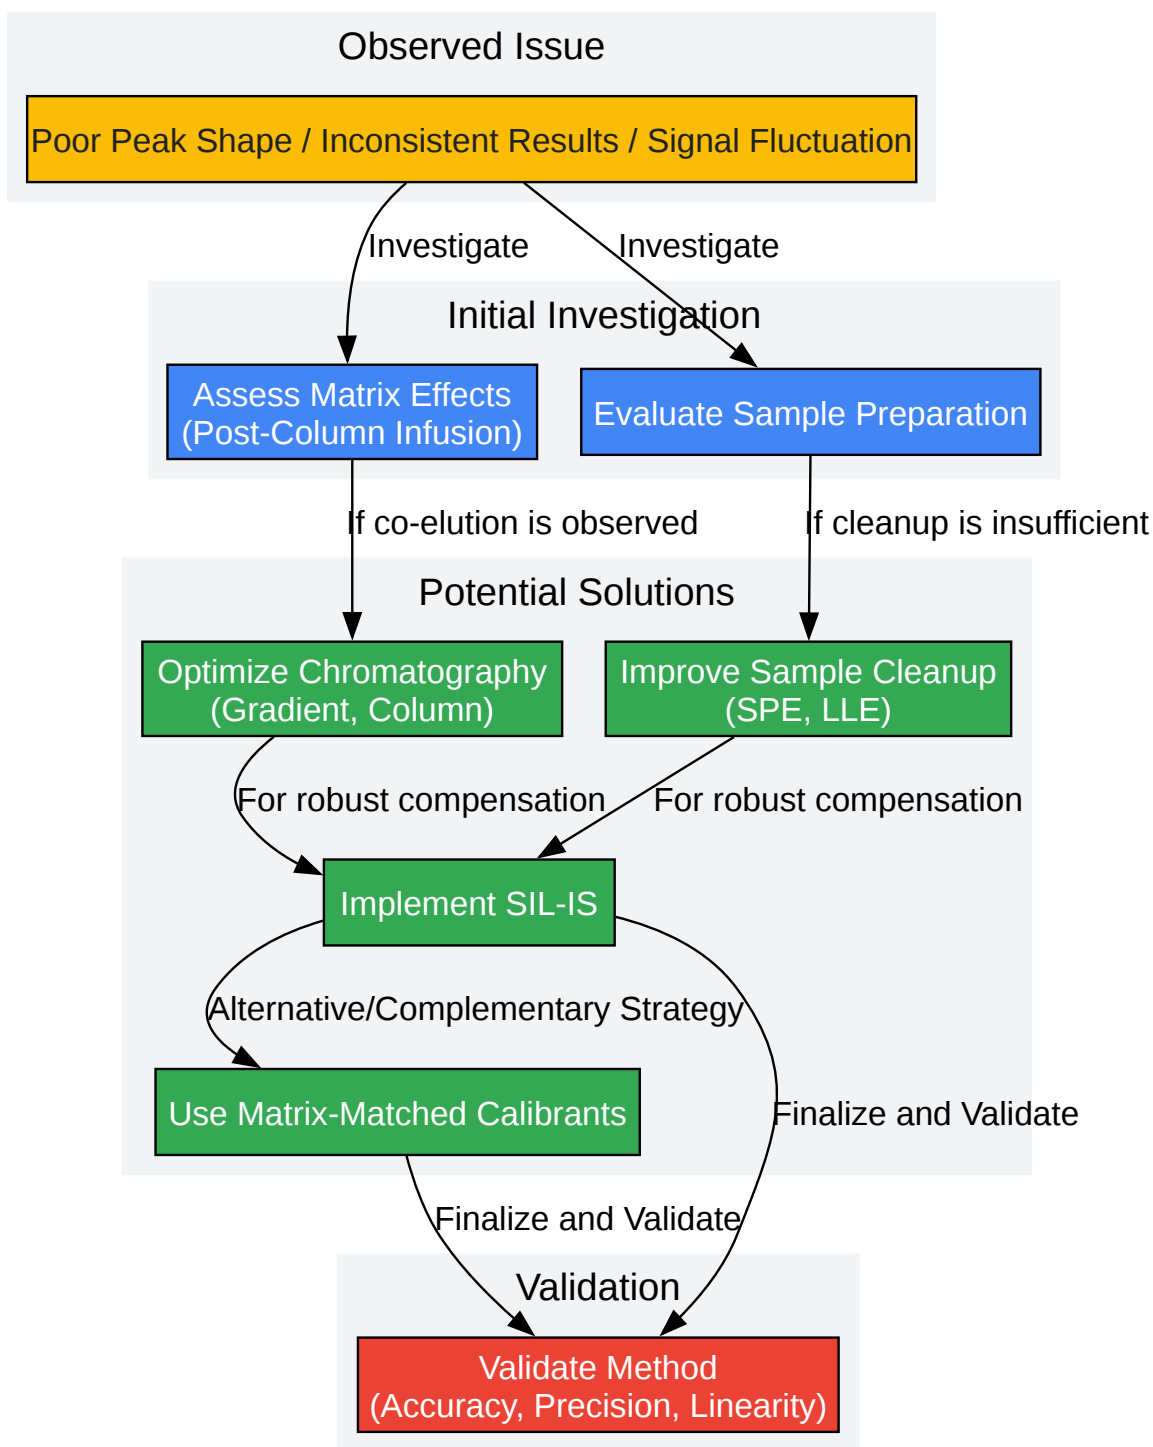 Observed Issue
Poor Peak Shape / Inconsistent Results / Signal Fluctuation
Investigate
Investigate
Initial Investigation
Assess Matrix Effects
(Post-Column Infusion)
Evaluate Sample Preparation
If co-elution is observed
If cleanup is insufficient
Potential Solutions
Optimize Chromatography
(Gradient, Column)
Improve Sample Cleanup
(SPE, LLE)
For robust compensation
For robust compensation
Implement SIL-IS
Alternative/Complementary Strategy
Use Matrix-Matched Calibrants
Finalize and Validate
Finalize and Validate
Validation
Validate Method
(Accuracy, Precision, Linearity)